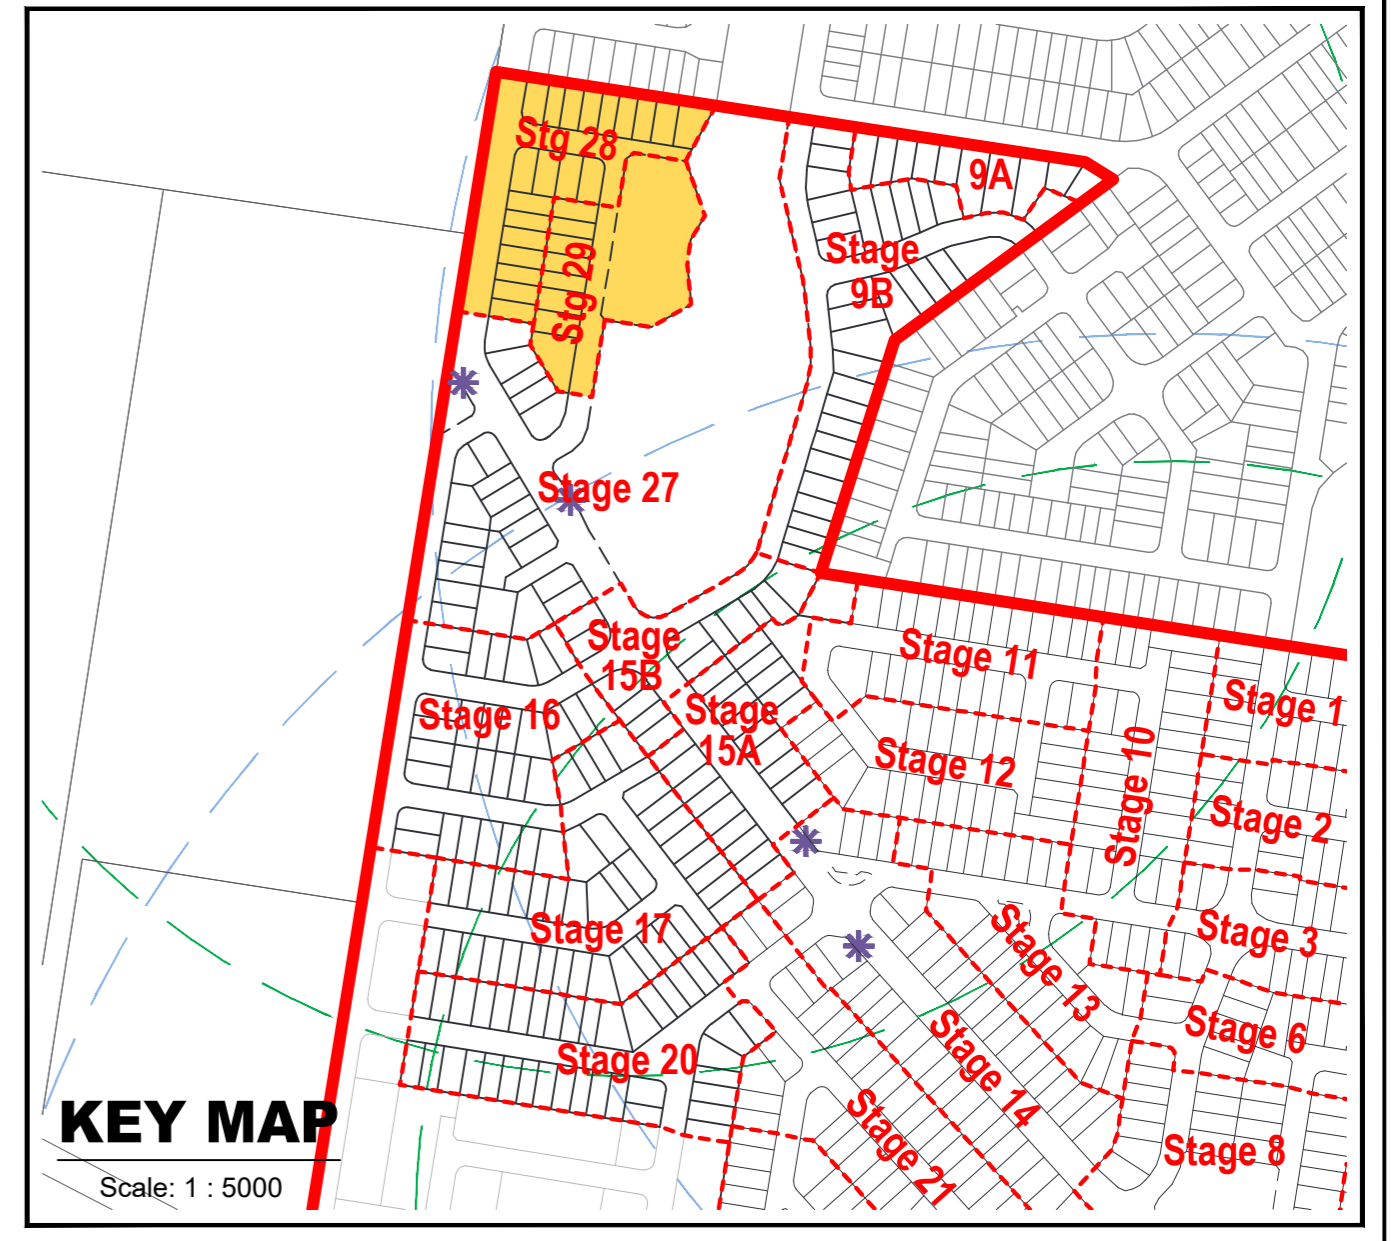 Stg 28
9A
Stage
9B
Stg 29
Stage 27
Stage
15B
Stage 11
Stage 1
Stage 16
Stage
15A
Stage 12
Stage 10
Stage 2
Stage 17
Stage 13
Stage 3
Stage 6
Stage 20
Stage 14
Stage 21
Stage 8
KEY MAP
Scale: 1 : 5000